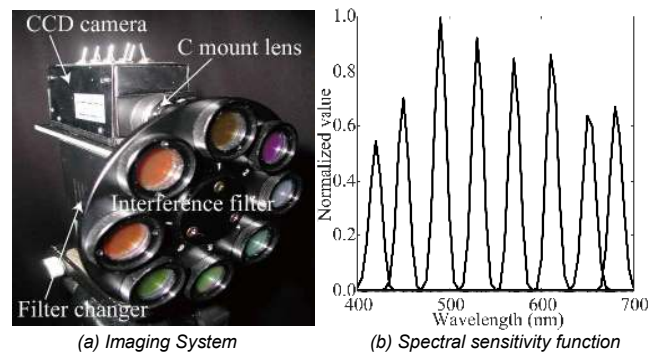 CCD camera
C mount lens
Interference filter
Filter changer
(a) Imaging System
Normalized value
1.0
0.8
0.6
0.4
0.2
0.0
400
500
600
700
Wavelength (nm)
(b) Spectral sensitivity function